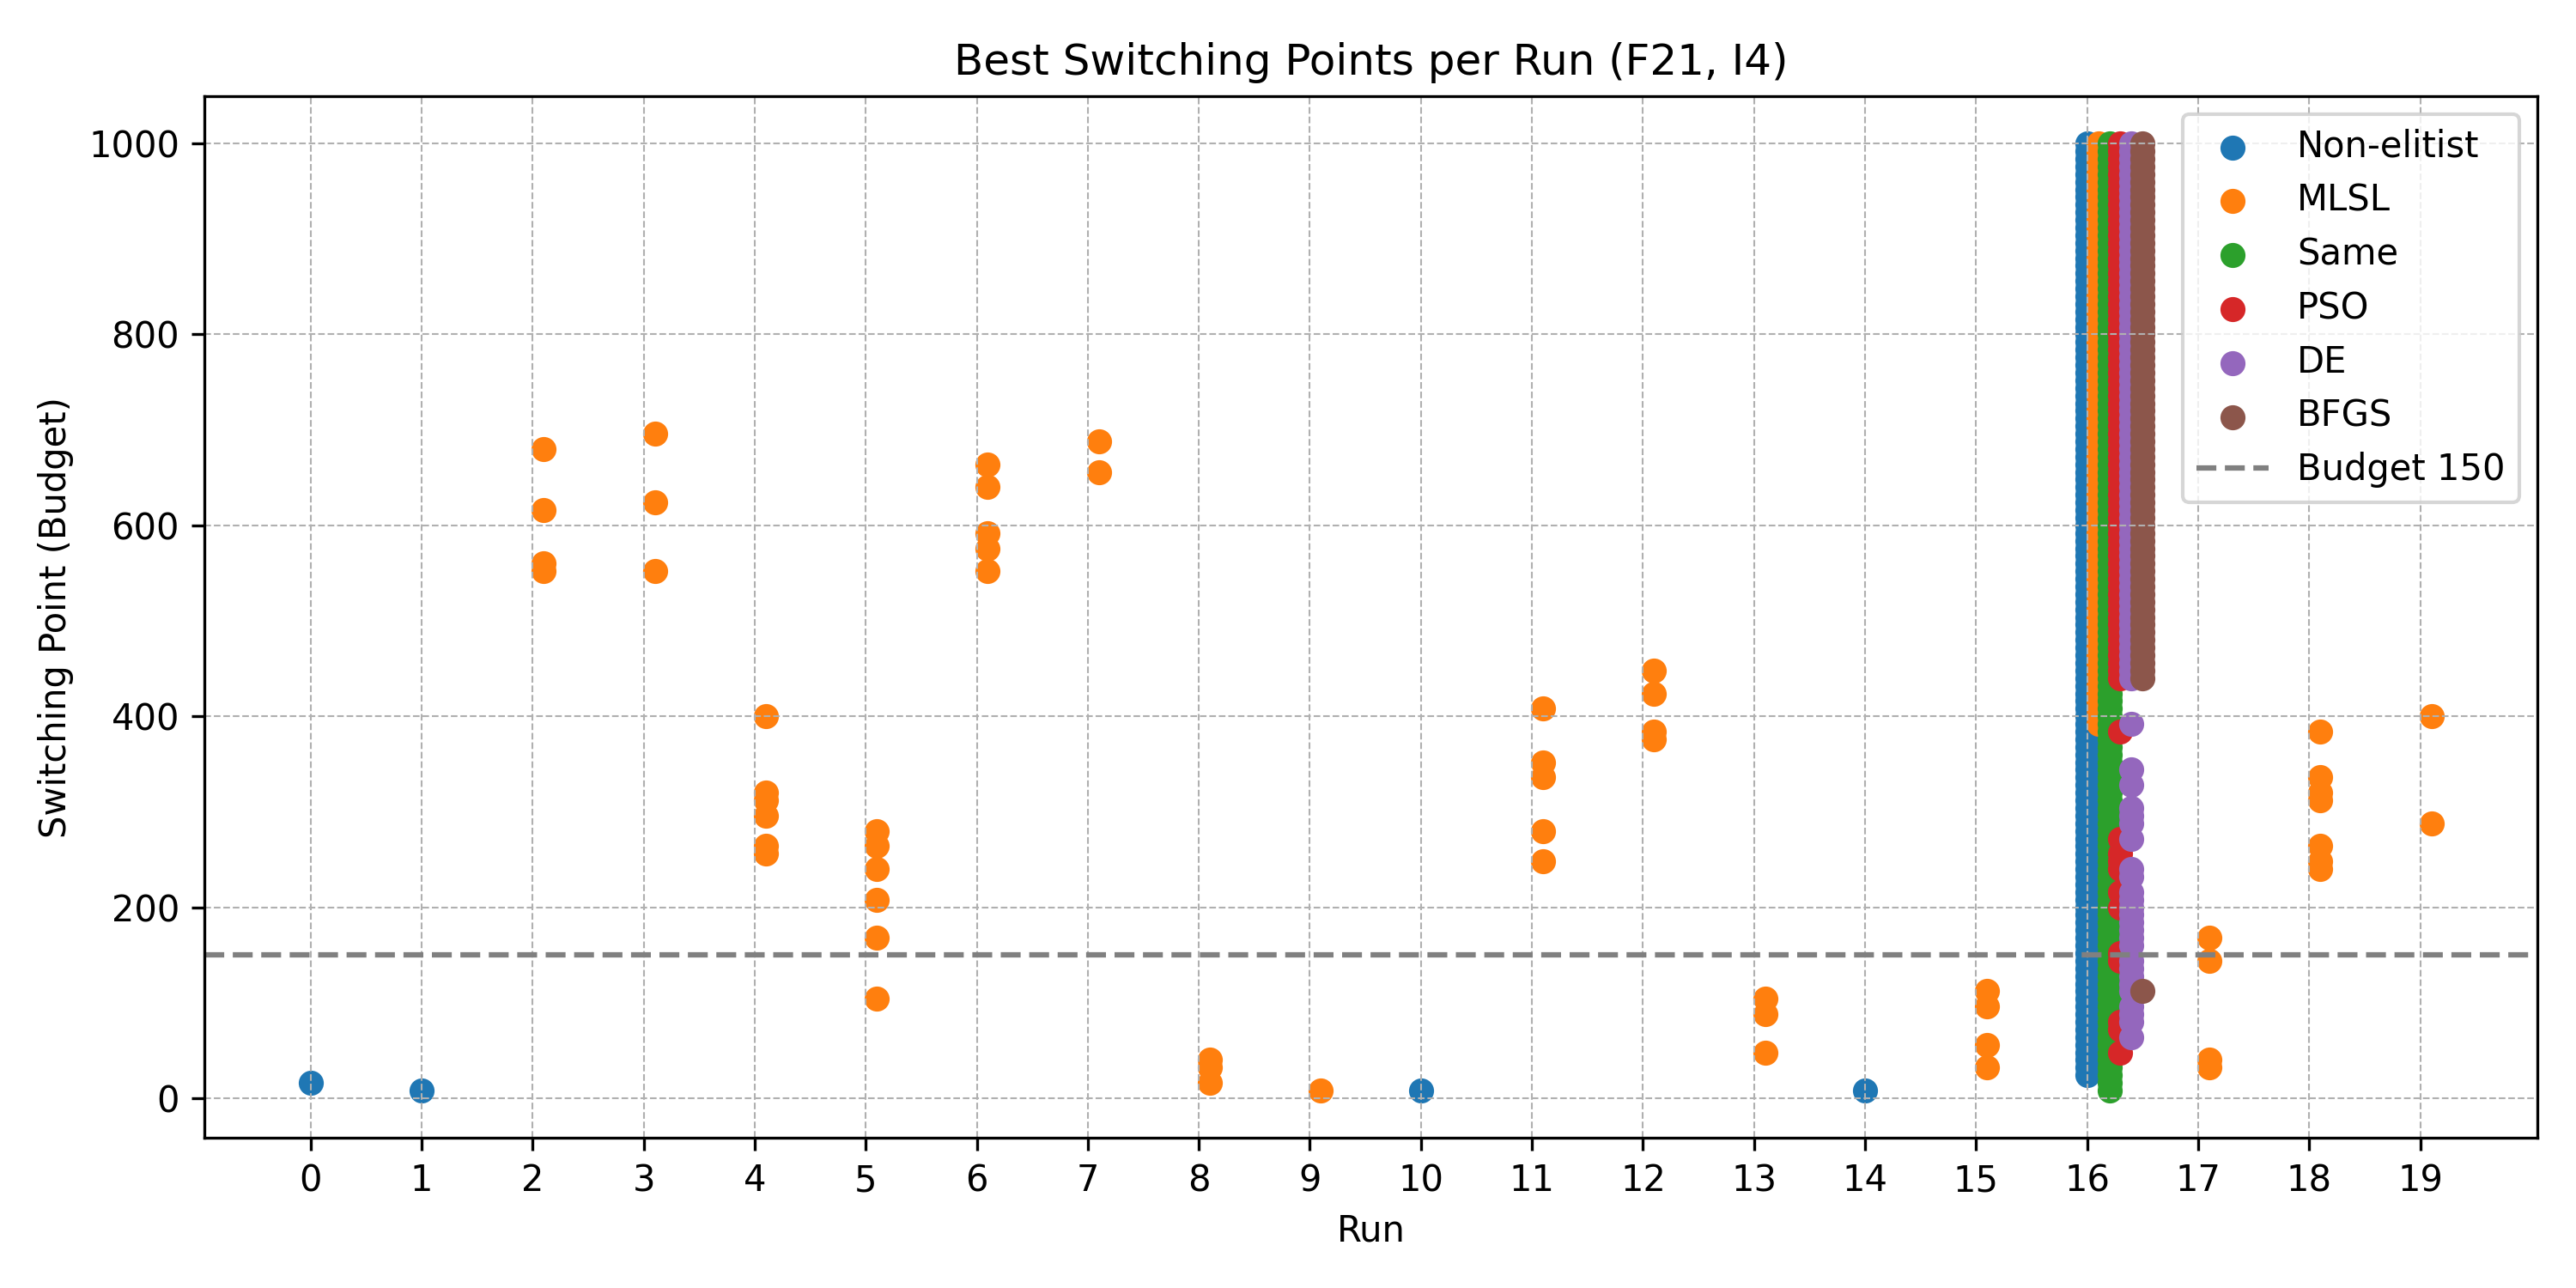 Best Switching Points per Run (F21, I4)
Switching Point (Budget)
1000
800
600
400
200
0
Non-elitist
MLSL
Same
PSO
DE
BFGS
Budget 150
0 1 2 3 4 5 6 7 8 9 10 11 12 13 14 15 16 17 18 19
Run